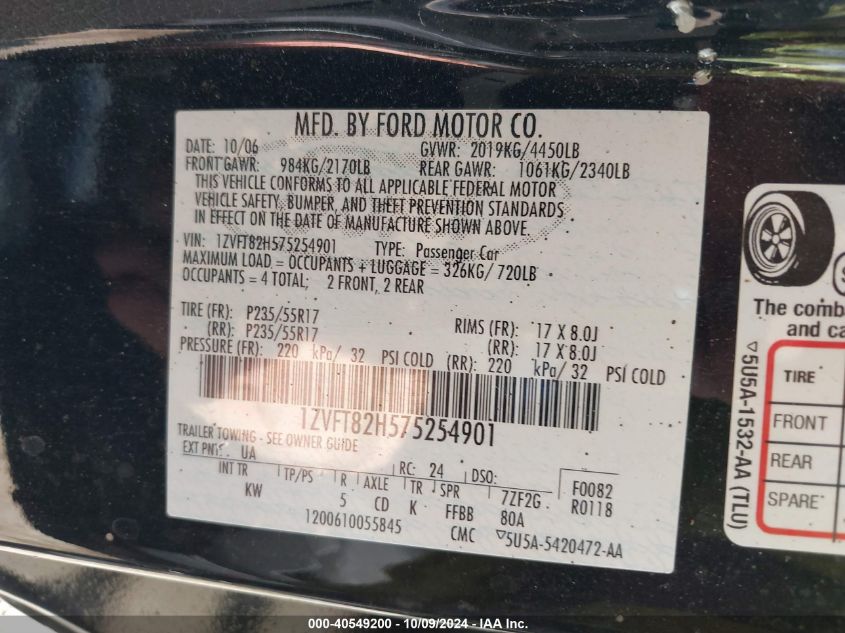 MFD. BY FORD MOTOR CO.
DATE: 10/06 GVWR: 2019KG/4450LB
FRONT GAWR: 984KG/2170LB REAR GAWR: 1061KG/2340LB
THIS VEHICLE CONFORMS TO ALL APPLICABLE FEDERAL MOTOR
VEHICLE SAFETY, BUMPER, AND THEFT PREVENTION STANDARDS
IN EFFECT ON THE DATE OF MANUFACTURE SHOWN ABOVE.
VIN: 1ZVFT82H575254901 TYPE: Passenger Car
MAXIMUM LOAD = OCCUPANTS + LUGGAGE = 326KG/720LB
OCCUPANTS = 4 TOTAL; 2 FRONT, 2 REAR
TIRE (FR): P235/55R17 RIMS (FR): 17 X 8.0J
(RR): P235/55R17 (RR): 17 X 8.0J
PRESSURE (FR): 220 kPa/ 32 PSI COLD (RR): 220 kPa/ 32 PSI COLD
1ZVFT82H575254901
TRAILER TOWING - SEE OWNER GUIDE
EXT PNT: UA RC: 24 DSO: F0082
INT TR TP/PS R AXLE TR SPR 7ZF2G R0118
KW 5 CD K FFBB 80A
1200610055845 CMC ▽5U5A-5420472-AA
The comb
and ca
TIRE
FRONT
REAR
SPARE
▽5U5A-1532-AA (TLU)
000-40549200 - 10/09/2024 - IAA Inc.